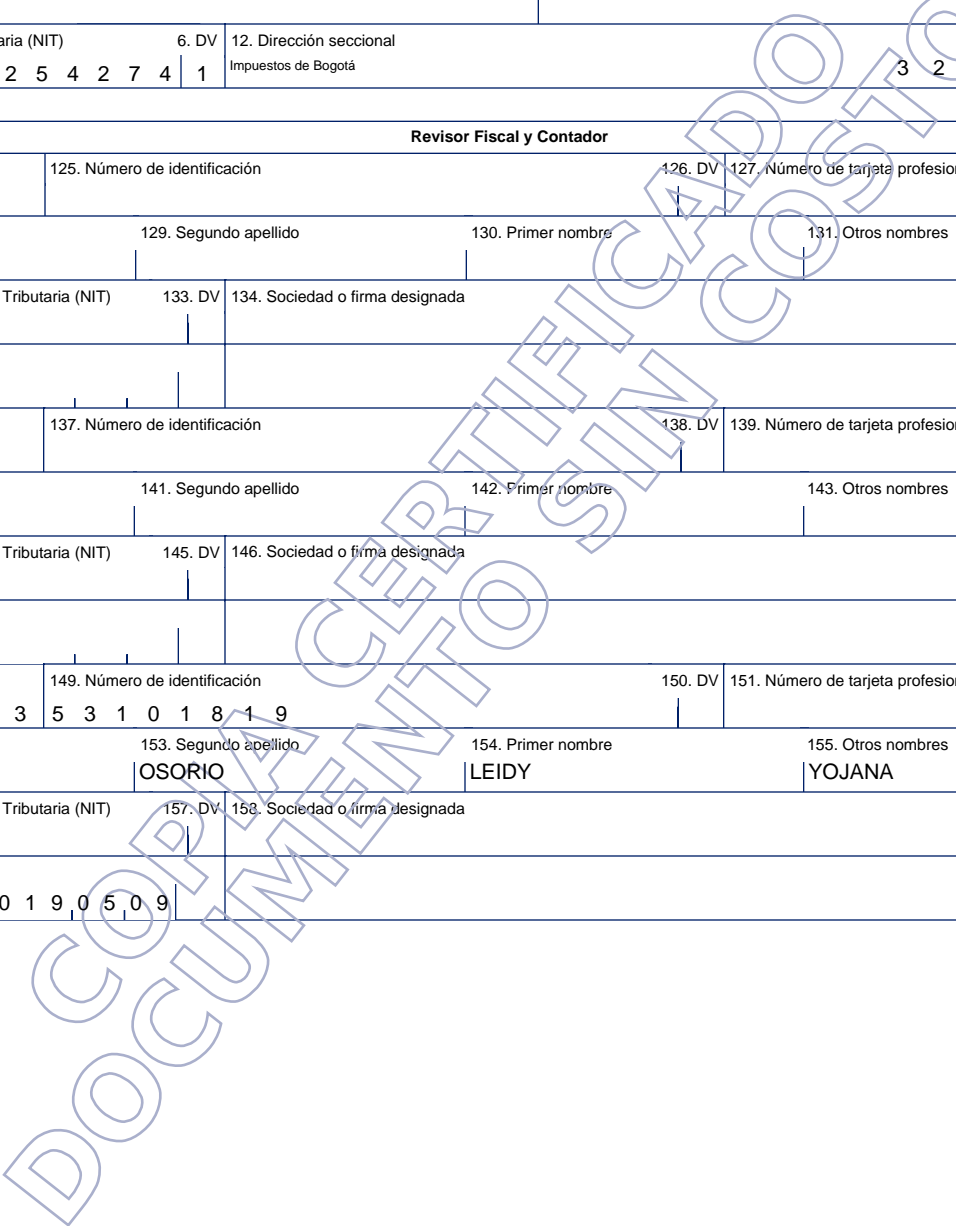 aria (NIT) 6. DV 12. Dirección seccional
2 5 4 2 7 4 1 Impuestos de Bogotá 3 2
Revisor Fiscal y Contador
125. Número de identificación 126. DV 127. Número de tarjeta profesion
129. Segundo apellido 130. Primer nombre 131. Otros nombres
Tributaria (NIT) 133. DV 134. Sociedad o firma designada
137. Número de identificación 138. DV 139. Número de tarjeta profesion
141. Segundo apellido 142. Primer nombre 143. Otros nombres
Tributaria (NIT) 145. DV 146. Sociedad o firma designada
149. Número de identificación 150. DV 151. Número de tarjeta profesion
3 5 3 1 0 1 8 1 9
153. Segundo apellido 154. Primer nombre 155. Otros nombres
OSORIO LEIDY YOJANA
Tributaria (NIT) 157. DV 158. Sociedad o firma designada
0 1 9 0 5 0 9
COPIA CERTIFICADO
DOCUMENTO SIN COSTO